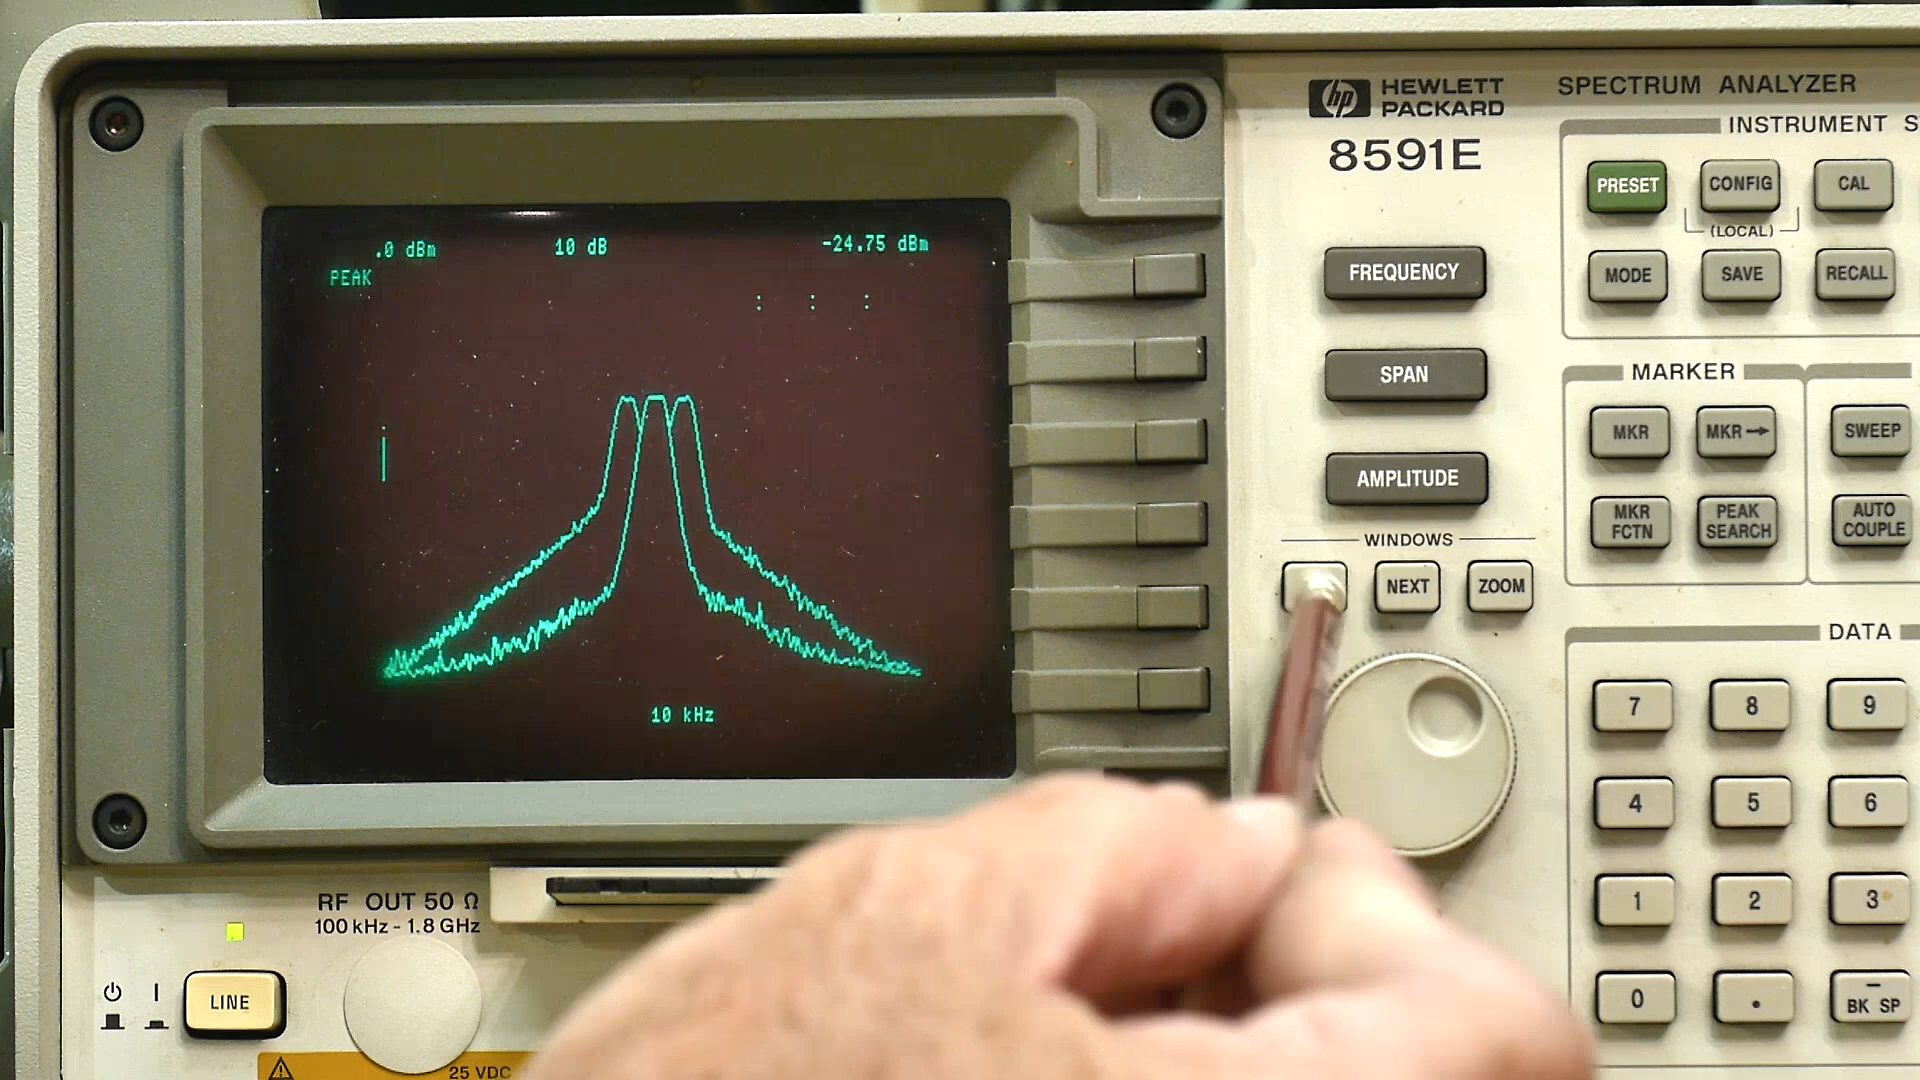 hp HEWLETT PACKARD
8591E
SPECTRUM ANALYZER
INSTRUMENT S
PRESET CONFIG CAL
(LOCAL)
MODE SAVE RECALL
.0 dBm 10 dB -24.75 dBm
PEAK
: : :
10 kHz
FREQUENCY
SPAN
AMPLITUDE
MARKER
MKR MKR→ SWEEP
MKR FCTN PEAK SEARCH AUTO COUPLE
WINDOWS
NEXT ZOOM
DATA
7 8 9
4 5 6
1 2 3
0 . − BK SP
RF OUT 50 Ω
100 kHz - 1.8 GHz
LINE
25 VDC